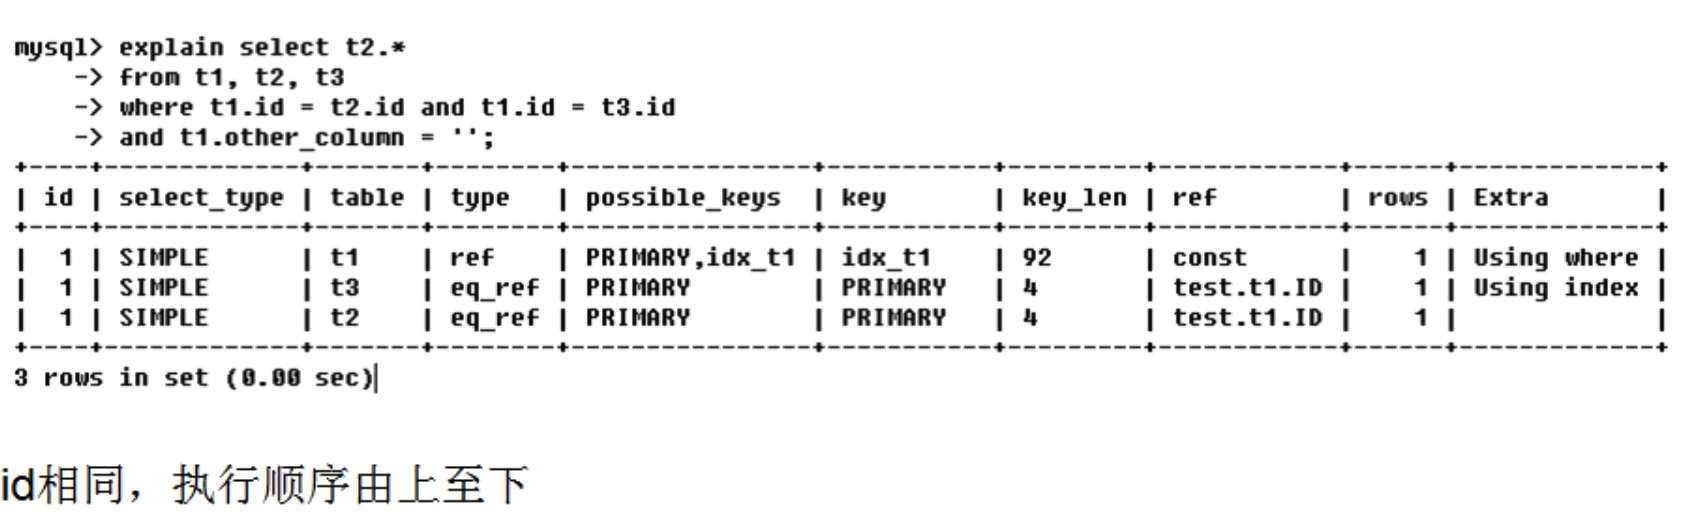 mysql> explain select t2.*
    -> from t1, t2, t3
    -> where t1.id = t2.id and t1.id = t3.id
    -> and t1.other_column = '';
+----+-------------+-------+--------+-----------------+-----------+---------+------------+------+-------------+
| id | select_type | table | type   | possible_keys   | key       | key_len | ref        | rows | Extra       |
+----+-------------+-------+--------+-----------------+-----------+---------+------------+------+-------------+
|  1 | SIMPLE      | t1    | ref    | PRIMARY,idx_t1  | idx_t1    | 92      | const      |    1 | Using where |
|  1 | SIMPLE      | t3    | eq_ref | PRIMARY         | PRIMARY   | 4       | test.t1.ID |    1 | Using index |
|  1 | SIMPLE      | t2    | eq_ref | PRIMARY         | PRIMARY   | 4       | test.t1.ID |    1 |             |
+----+-------------+-------+--------+-----------------+-----------+---------+------------+------+-------------+
3 rows in set (0.00 sec)
id相同，执行顺序由上至下